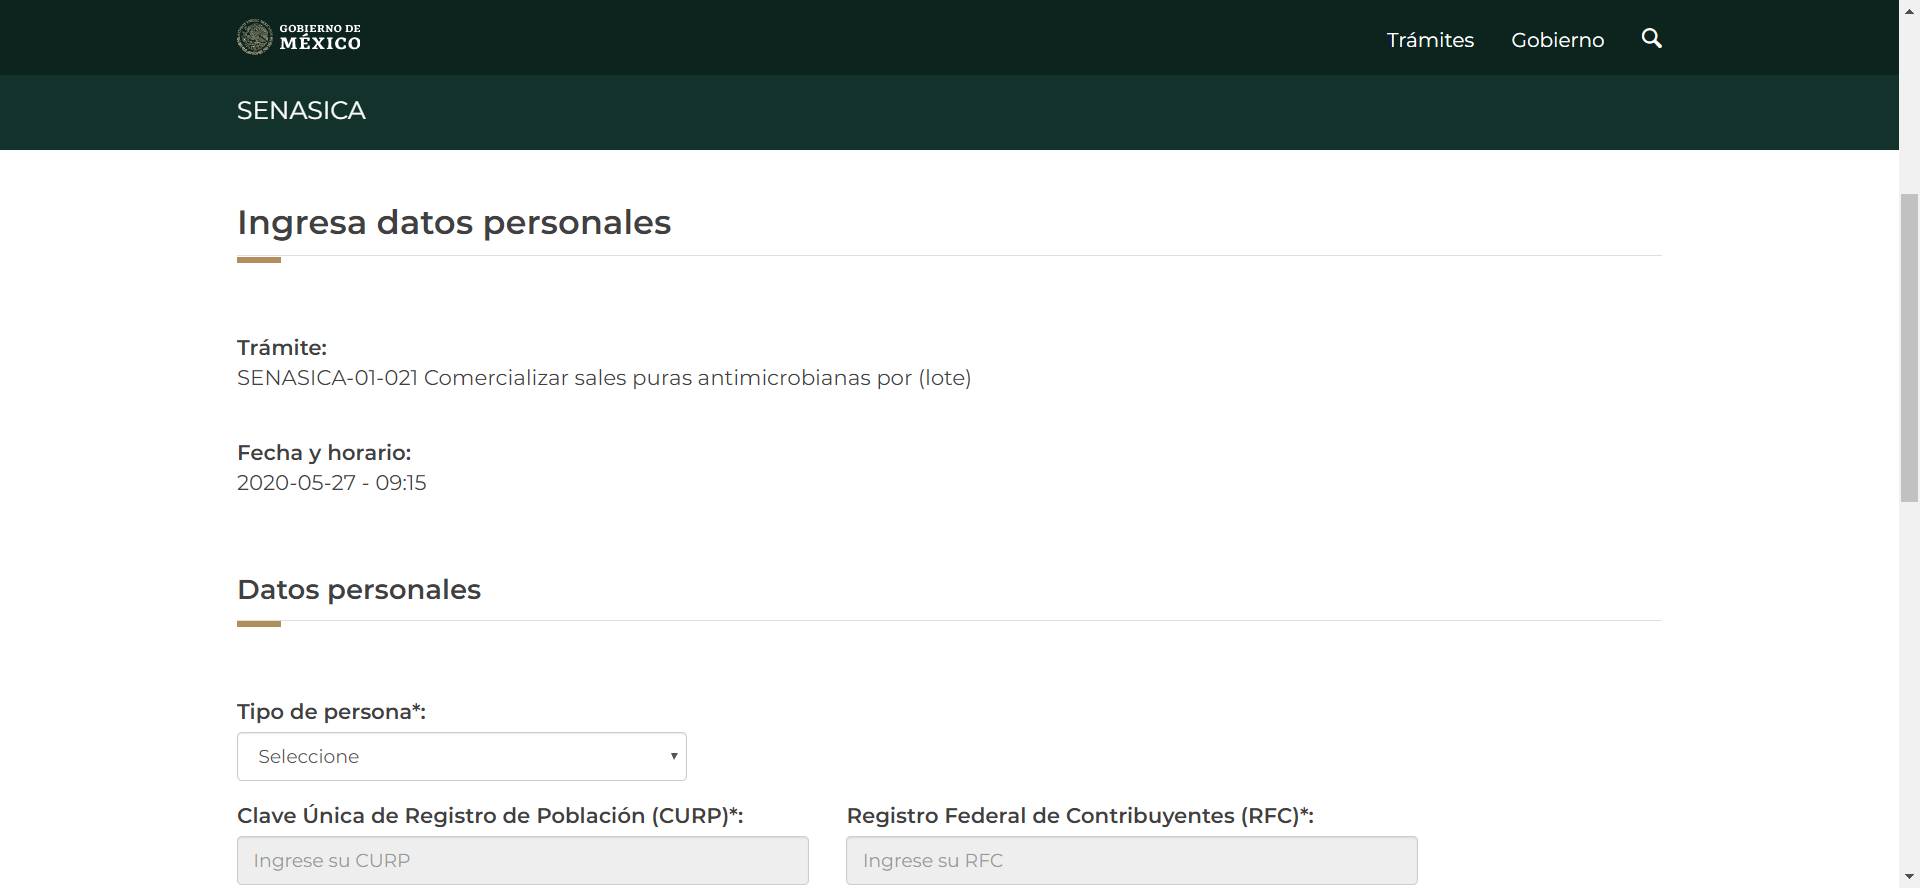 GOBIERNO DE
MÉXICO
Trámites
Gobierno
SENASICA
Ingresa datos personales
Trámite:
SENASICA-01-021 Comercializar sales puras antimicrobianas por (lote)
Fecha y horario:
2020-05-27 - 09:15
Datos personales
Tipo de persona*:
Seleccione
Clave Única de Registro de Población (CURP)*:
Registro Federal de Contribuyentes (RFC)*:
Ingrese su CURP
Ingrese su RFC